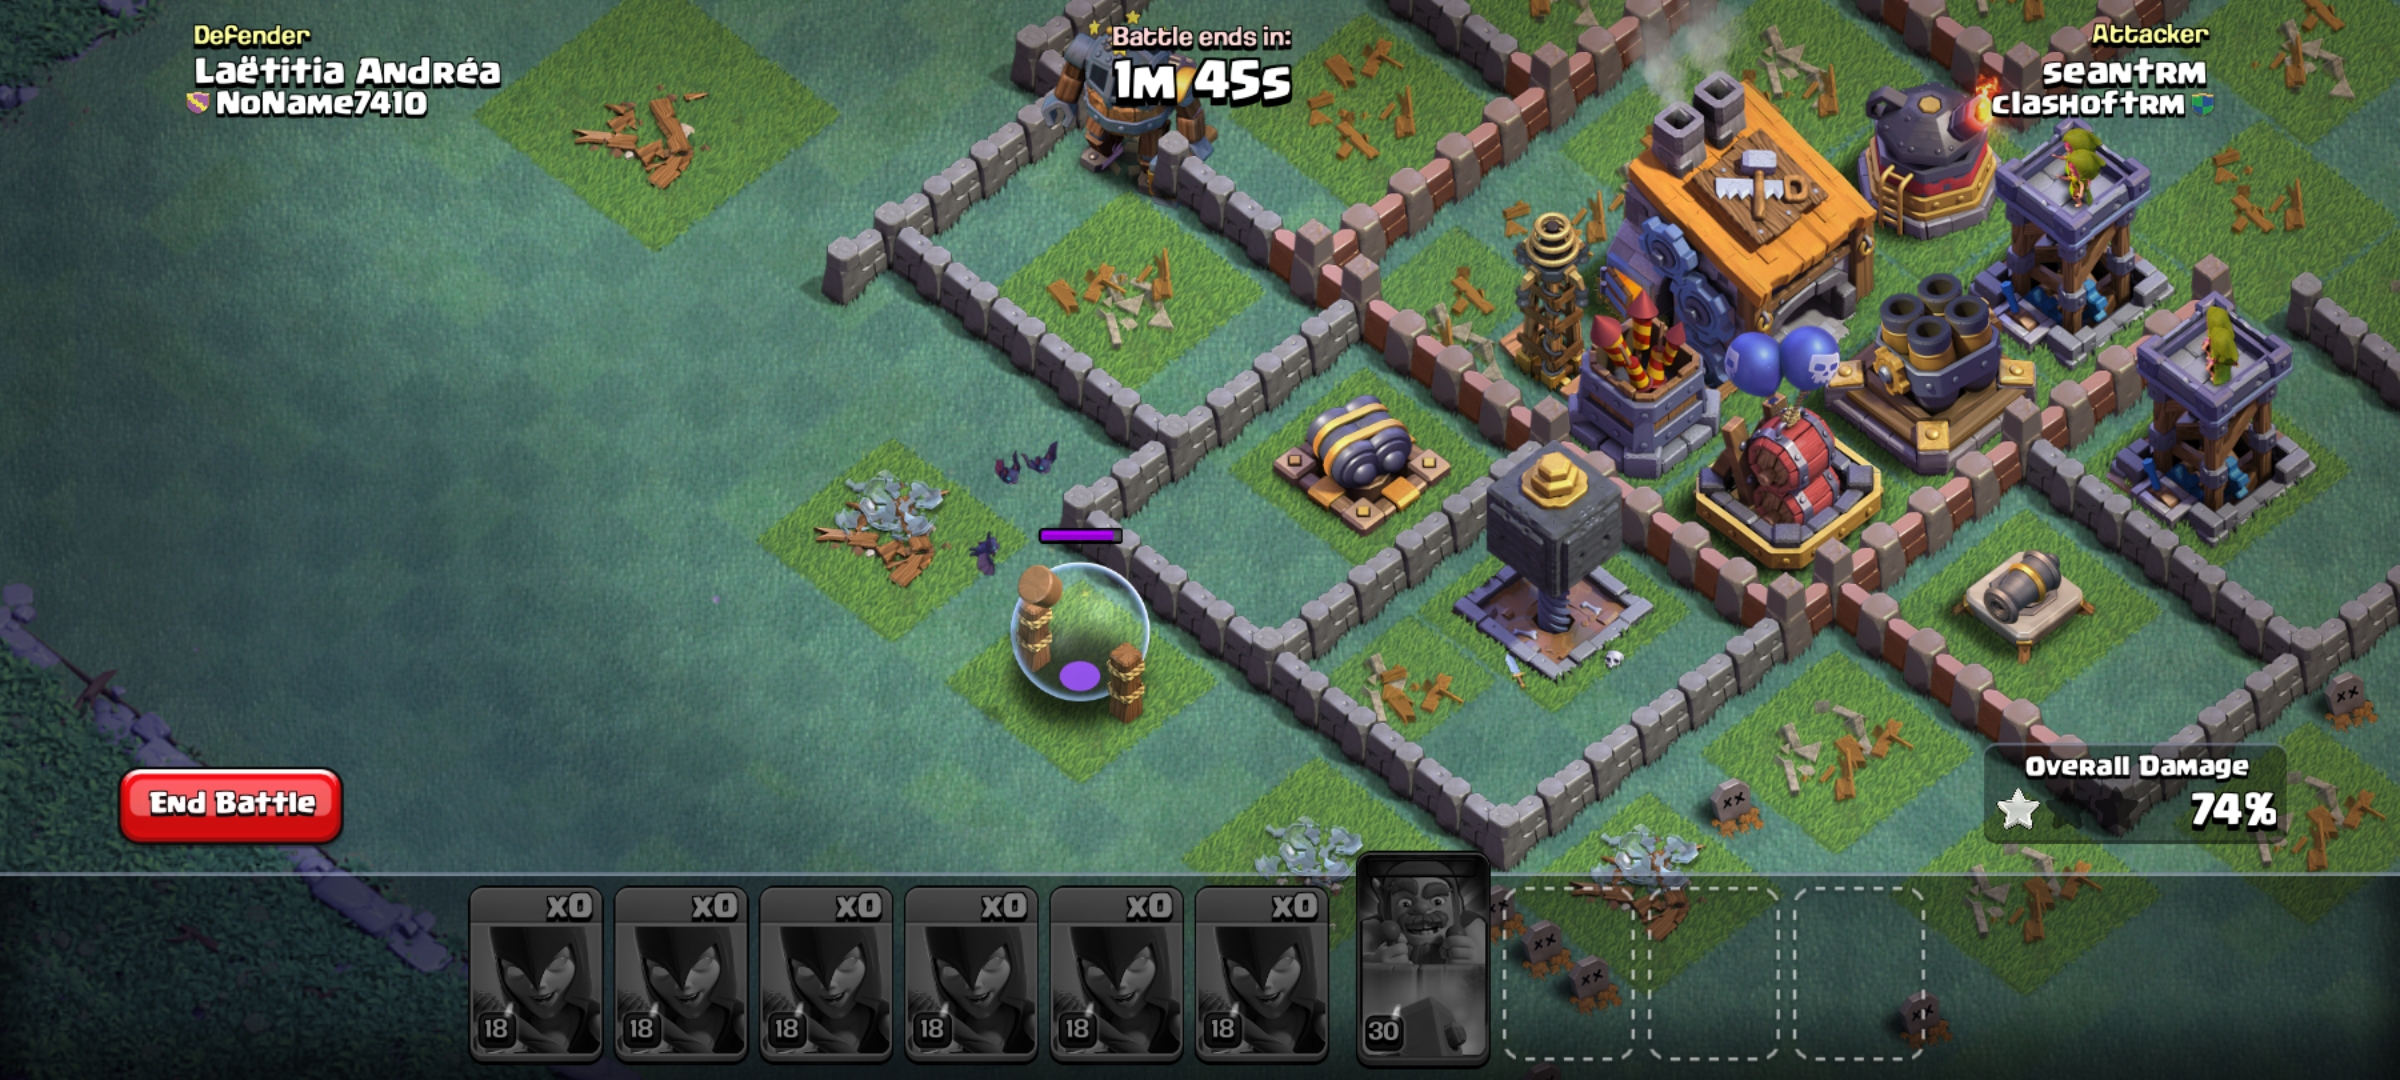 Defender
Laëtitia Andréa
NoName7410
Battle ends in:
1M 45s
Attacker
seantrm
clashoftrm
End Battle
Overall Damage
74%
x0
x0
x0
x0
x0
x0
18
18
18
18
18
18
30